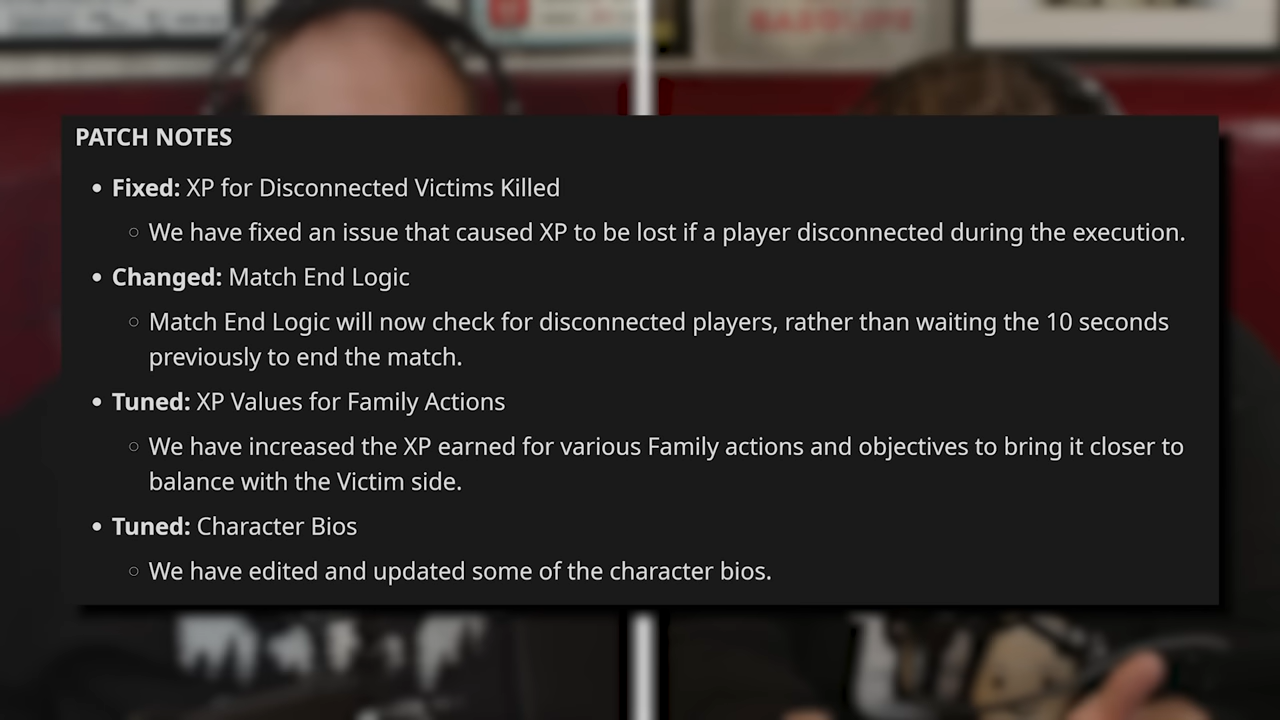 PATCH NOTES
• Fixed: XP for Disconnected Victims Killed
○ We have fixed an issue that caused XP to be lost if a player disconnected during the execution.
• Changed: Match End Logic
○ Match End Logic will now check for disconnected players, rather than waiting the 10 seconds
previously to end the match.
• Tuned: XP Values for Family Actions
○ We have increased the XP earned for various Family actions and objectives to bring it closer to
balance with the Victim side.
• Tuned: Character Bios
○ We have edited and updated some of the character bios.